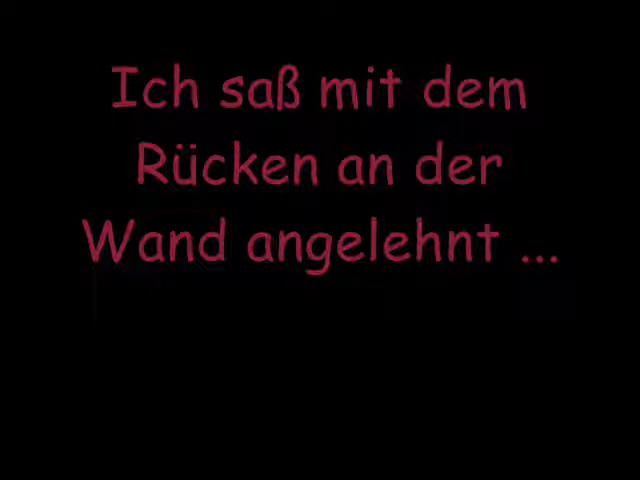 Ich saß mit dem
Rücken an der
Wand angelehnt ...